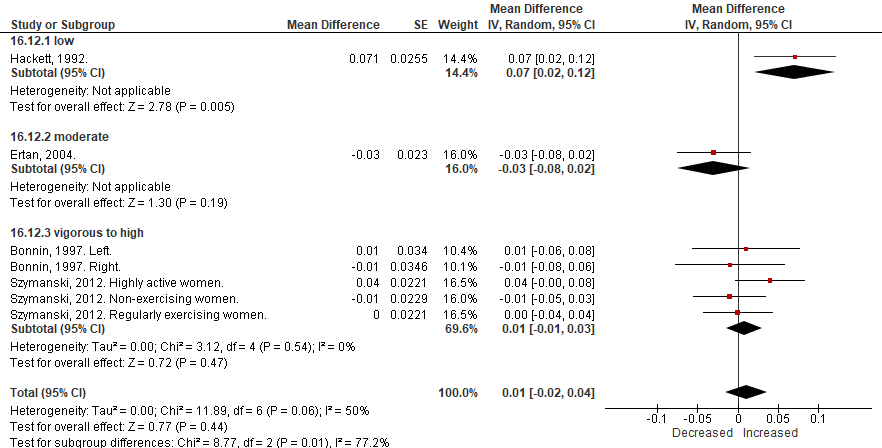 Mean Difference Mean Difference
Study or Subgroup Mean Difference SE Weight IV, Random, 95% CI IV, Random, 95% CI
16.12.1 low
Hackett, 1992. 0.071 0.0255 14.4% 0.07 [0.02, 0.12]
Subtotal (95% CI) 14.4% 0.07 [0.02, 0.12]
Heterogeneity: Not applicable
Test for overall effect: Z = 2.78 (P = 0.005)
16.12.2 moderate
Ertan, 2004. -0.03 0.023 16.0% -0.03 [-0.08, 0.02]
Subtotal (95% CI) 16.0% -0.03 [-0.08, 0.02]
Heterogeneity: Not applicable
Test for overall effect: Z = 1.30 (P = 0.19)
16.12.3 vigorous to high
Bonnin, 1997. Left. 0.01 0.034 10.4% 0.01 [-0.06, 0.08]
Bonnin, 1997. Right. -0.01 0.0346 10.1% -0.01 [-0.08, 0.06]
Szymanski, 2012. Highly active women. 0.04 0.0221 16.5% 0.04 [-0.00, 0.08]
Szymanski, 2012. Non-exercising women. -0.01 0.0229 16.0% -0.01 [-0.05, 0.03]
Szymanski, 2012. Regularly exercising women. 0 0.0221 16.5% 0.00 [-0.04, 0.04]
Subtotal (95% CI) 69.6% 0.01 [-0.01, 0.03]
Heterogeneity: Tau² = 0.00; Chi² = 3.12, df = 4 (P = 0.54); I² = 0%
Test for overall effect: Z = 0.72 (P = 0.47)
Total (95% CI) 100.0% 0.01 [-0.02, 0.04]
Heterogeneity: Tau² = 0.00; Chi² = 11.89, df = 6 (P = 0.06); I² = 50%
Test for overall effect: Z = 0.77 (P = 0.44)
Test for subgroup differences: Chi² = 8.77, df = 2 (P = 0.01), I² = 77.2%
-0.1 -0.05 0 0.05 0.1
Decreased Increased